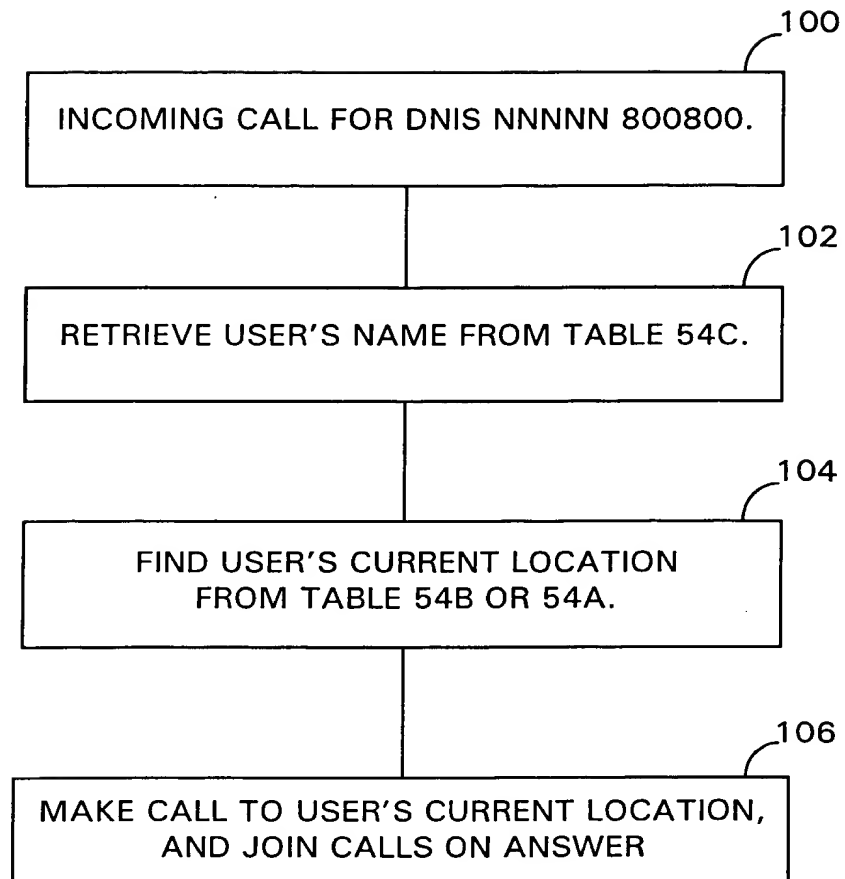 100
INCOMING CALL FOR DNIS NNNNN 800800.
102
RETRIEVE USER'S NAME FROM TABLE 54C.
104
FIND USER'S CURRENT LOCATION
FROM TABLE 54B OR 54A.
106
MAKE CALL TO USER'S CURRENT LOCATION,
AND JOIN CALLS ON ANSWER